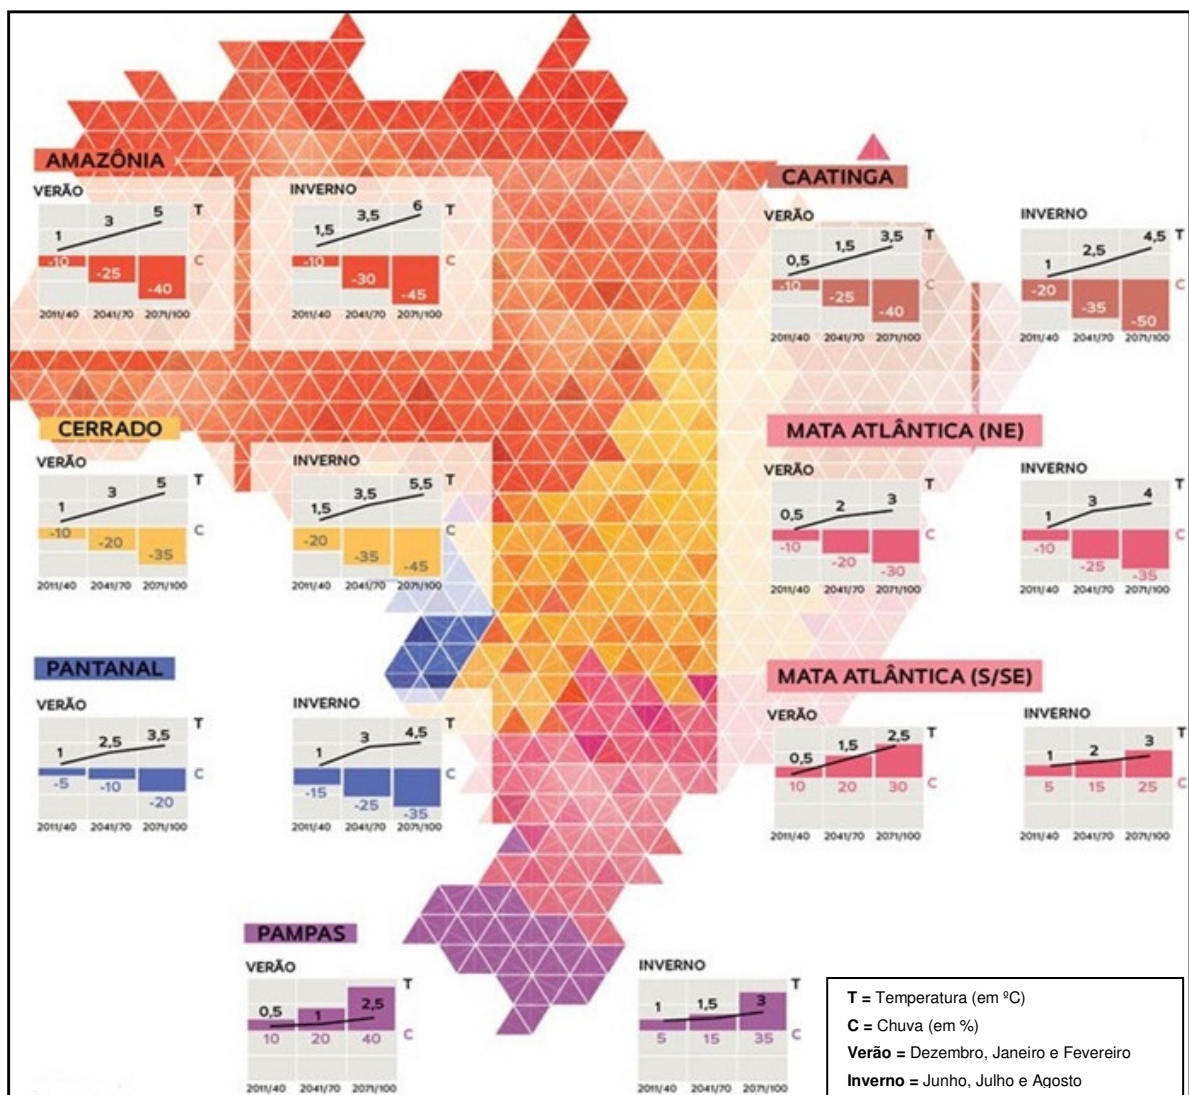 AMAZÔNIA
VERÃO
1 3 5 T
-10 -25 -40 C
2011/40 2041/70 2071/100
INVERNO
1,5 3,5 6 T
-10 -30 -45 C
2011/40 2041/70 2071/100
CAATINGA
VERÃO
0,5 1,5 3,5 T
-10 -25 -40 C
2011/40 2041/70 2071/100
INVERNO
1 2,5 4,5 T
-20 -35 -50 C
2011/40 2041/70 2071/100
CERRADO
VERÃO
1 3 5 T
-10 -20 -35 C
2011/40 2041/70 2071/100
INVERNO
1,5 3,5 5,5 T
-20 -35 -45 C
2011/40 2041/70 2071/100
MATA ATLÂNTICA (NE)
VERÃO
0,5 2 3 T
-10 -20 -30 C
2011/40 2041/70 2071/100
INVERNO
1 3 4 T
-10 -25 -35 C
2011/40 2041/70 2071/100
PANTANAL
VERÃO
1 2,5 3,5 T
-5 -10 -20 C
2011/40 2041/70 2071/100
INVERNO
1 3 4,5 T
-15 -25 -35 C
2011/40 2041/70 2071/100
MATA ATLÂNTICA (S/SE)
VERÃO
0,5 1,5 2,5 T
10 20 30 C
2011/40 2041/70 2071/100
INVERNO
1 2 3 T
5 15 25 C
2011/40 2041/70 2071/100
PAMPAS
VERÃO
0,5 1 2,5 T
10 20 40 C
2011/40 2041/70 2071/100
INVERNO
1 1,5 3 T
5 15 35 C
2011/40 2041/70 2071/100
T = Temperatura (em ºC)
C = Chuva (em %)
Verão = Dezembro, Janeiro e Fevereiro
Inverno = Junho, Julho e Agosto